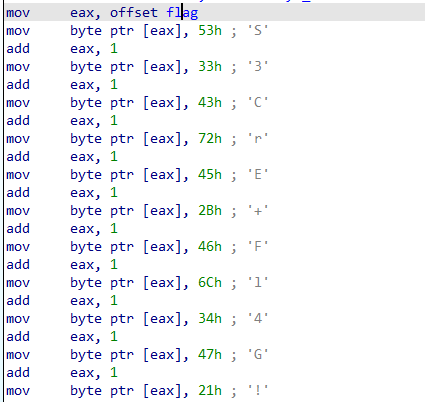 mov     eax, offset flag
mov     byte ptr [eax], 53h ; 'S'
add     eax, 1
mov     byte ptr [eax], 33h ; '3'
add     eax, 1
mov     byte ptr [eax], 43h ; 'C'
add     eax, 1
mov     byte ptr [eax], 72h ; 'r'
add     eax, 1
mov     byte ptr [eax], 45h ; 'E'
add     eax, 1
mov     byte ptr [eax], 2Bh ; '+'
add     eax, 1
mov     byte ptr [eax], 46h ; 'F'
add     eax, 1
mov     byte ptr [eax], 6Ch ; 'l'
add     eax, 1
mov     byte ptr [eax], 34h ; '4'
add     eax, 1
mov     byte ptr [eax], 47h ; 'G'
add     eax, 1
mov     byte ptr [eax], 21h ; '!'